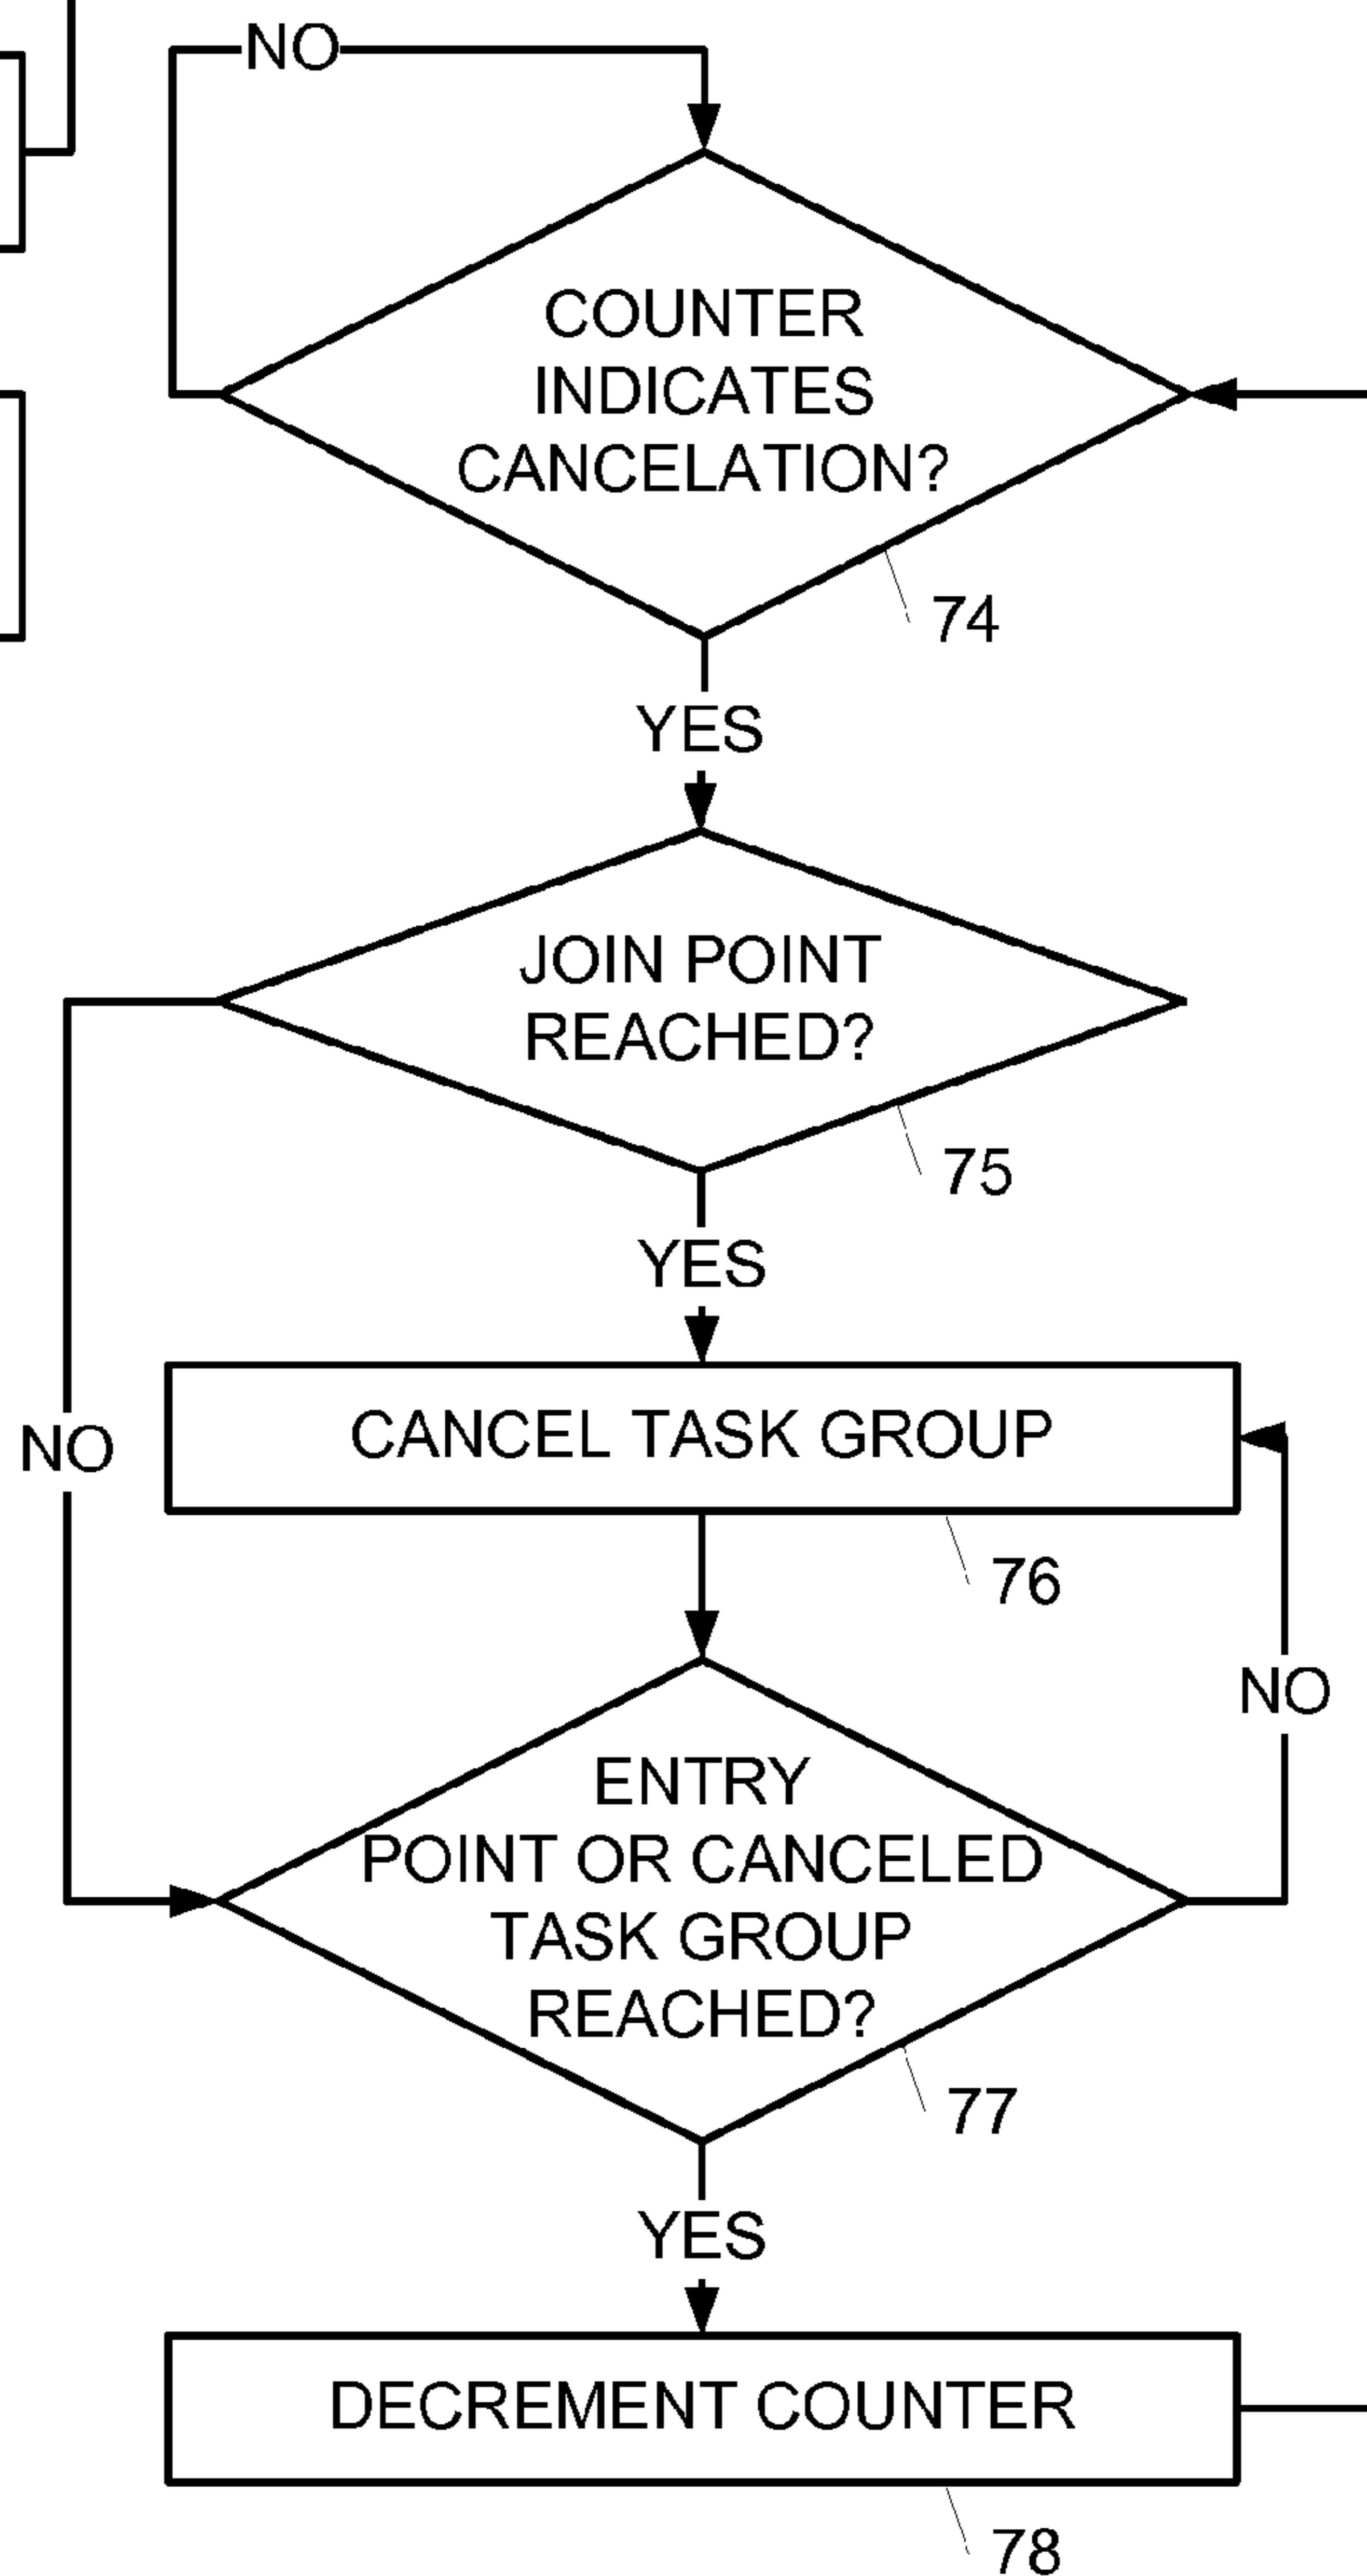 NO
COUNTER
INDICATES
CANCELATION?
74
YES
JOIN POINT
REACHED?
75
YES
CANCEL TASK GROUP
NO
76
NO
ENTRY
POINT OR CANCELED
TASK GROUP
REACHED?
77
YES
DECREMENT COUNTER
78